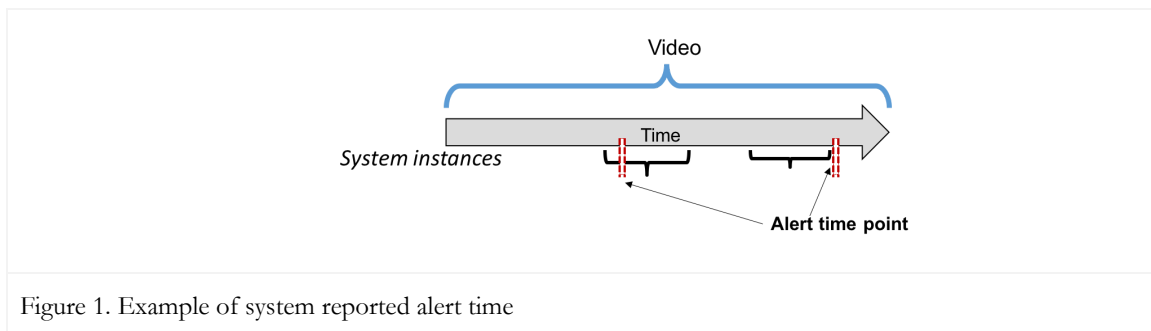 Video
Time
System instances
Alert time point
Figure 1. Example of system reported alert time